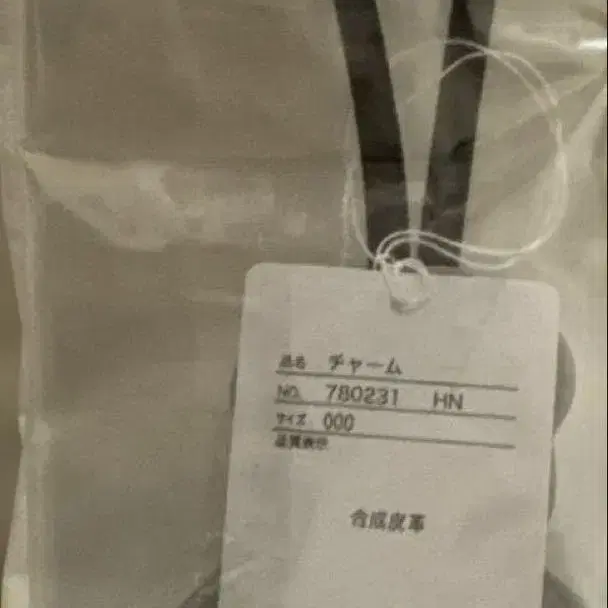 品名 チャーム
NO. 780231 HN
サイズ 000
品質表示
合成皮革